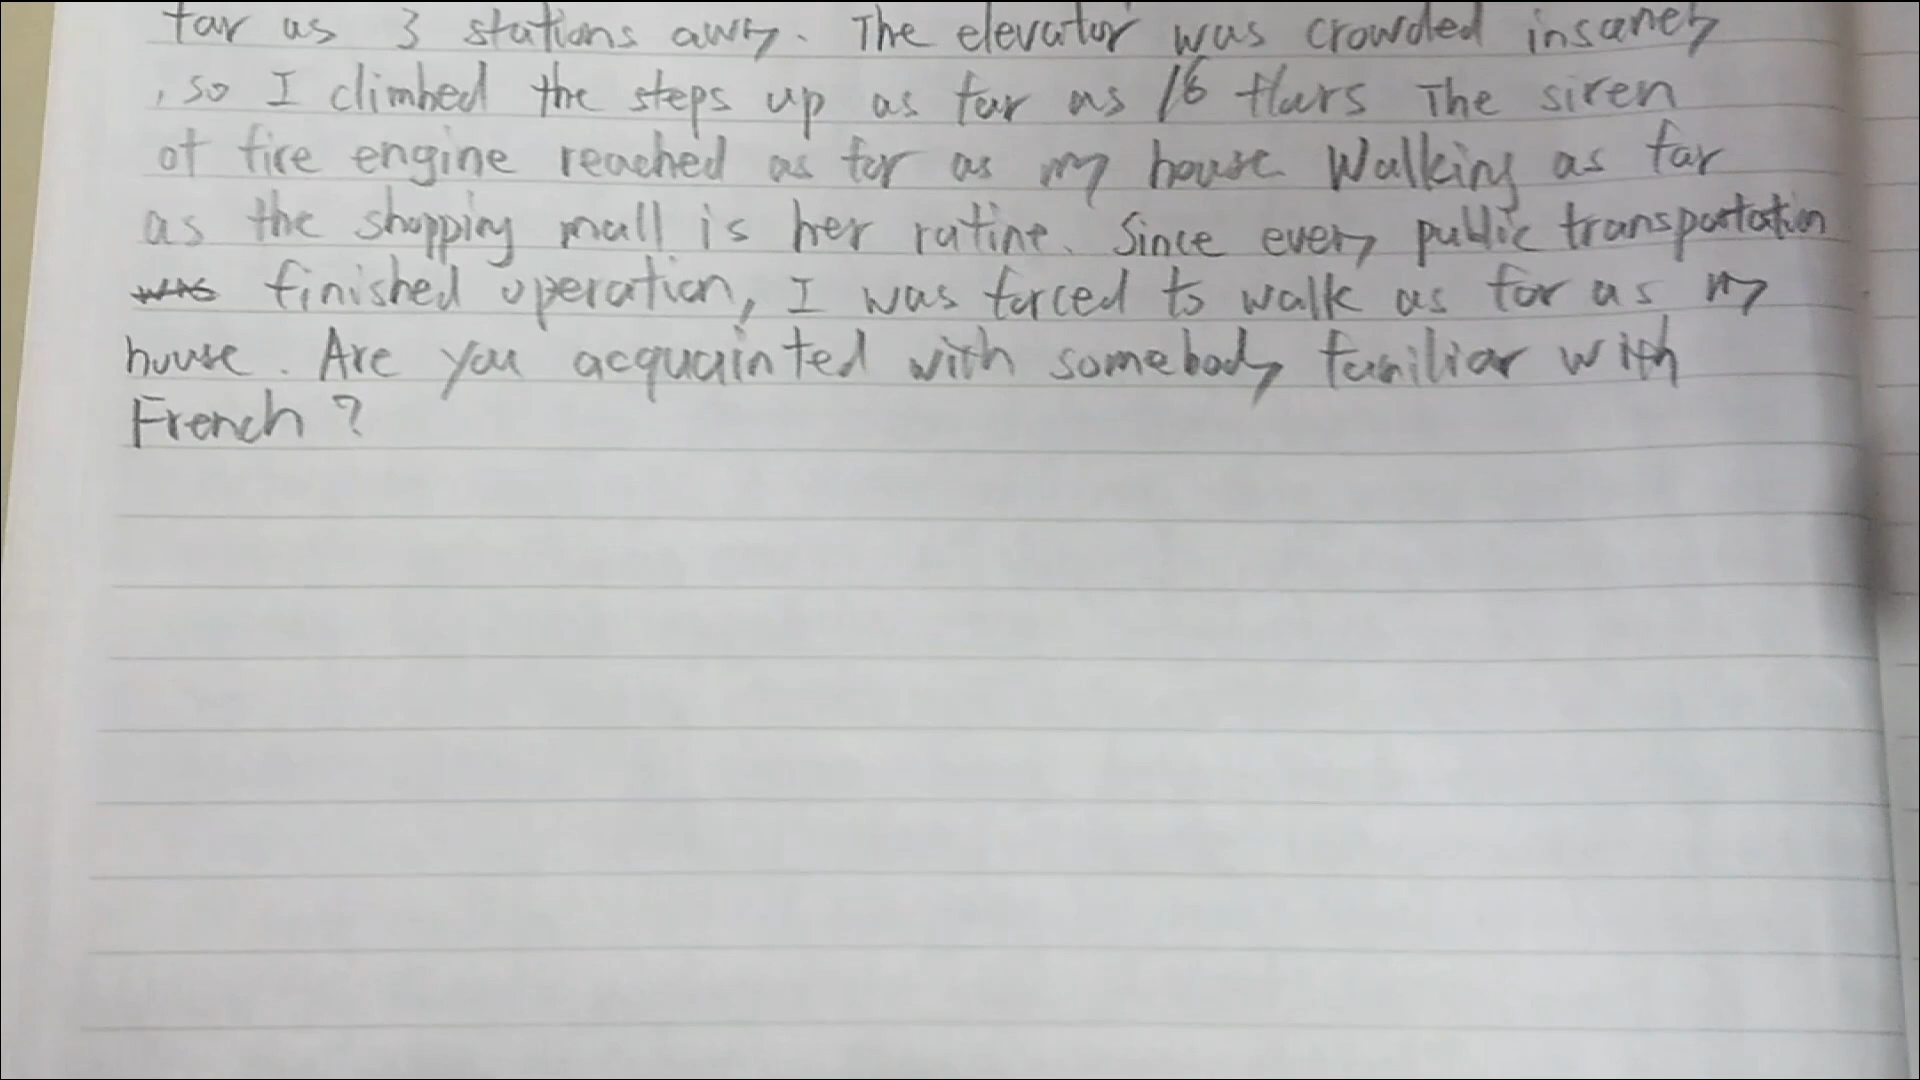 far as 3 stations away. The elevator was crowded insanely
, so I climbed the steps up as far as 16 floors The siren
of fire engine reached as far as my house Walking as far
as the shopping mall is her rutine. Since every public transportation
was finished operation, I was forced to walk as far as my
house. Are you acquainted with somebody familiar with
French?